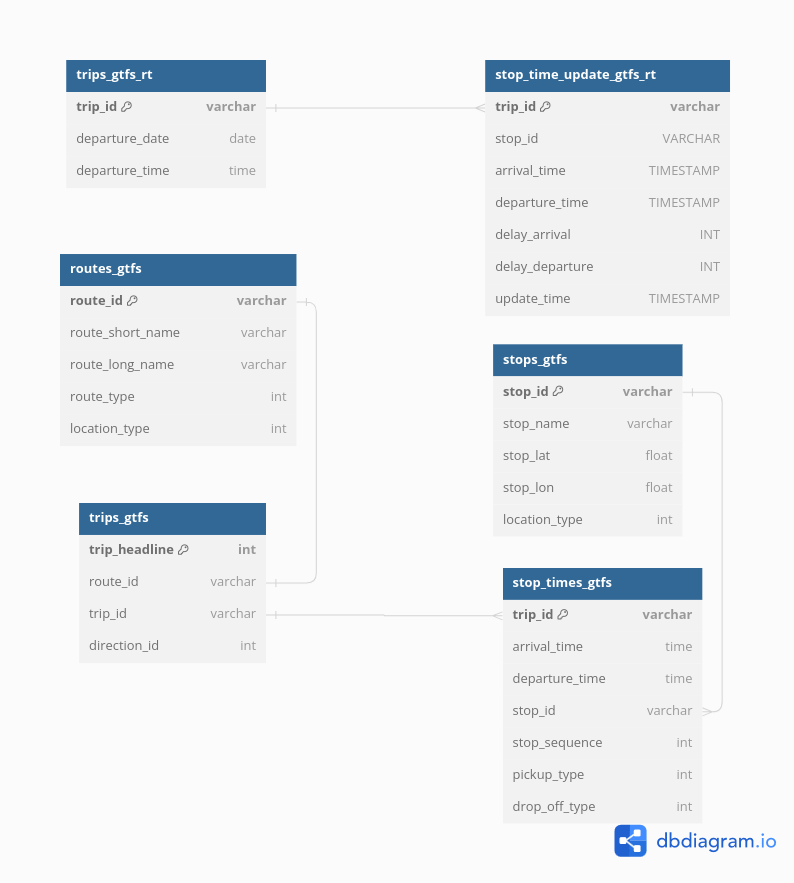 trips_gtfs_rt
trip_id varchar
departure_date date
departure_time time
stop_time_update_gtfs_rt
trip_id varchar
stop_id VARCHAR
arrival_time TIMESTAMP
departure_time TIMESTAMP
delay_arrival INT
delay_departure INT
update_time TIMESTAMP
routes_gtfs
route_id varchar
route_short_name varchar
route_long_name varchar
route_type int
location_type int
stops_gtfs
stop_id varchar
stop_name varchar
stop_lat float
stop_lon float
location_type int
trips_gtfs
trip_headline int
route_id varchar
trip_id varchar
direction_id int
stop_times_gtfs
trip_id varchar
arrival_time time
departure_time time
stop_id varchar
stop_sequence int
pickup_type int
drop_off_type int
dbdiagram.io